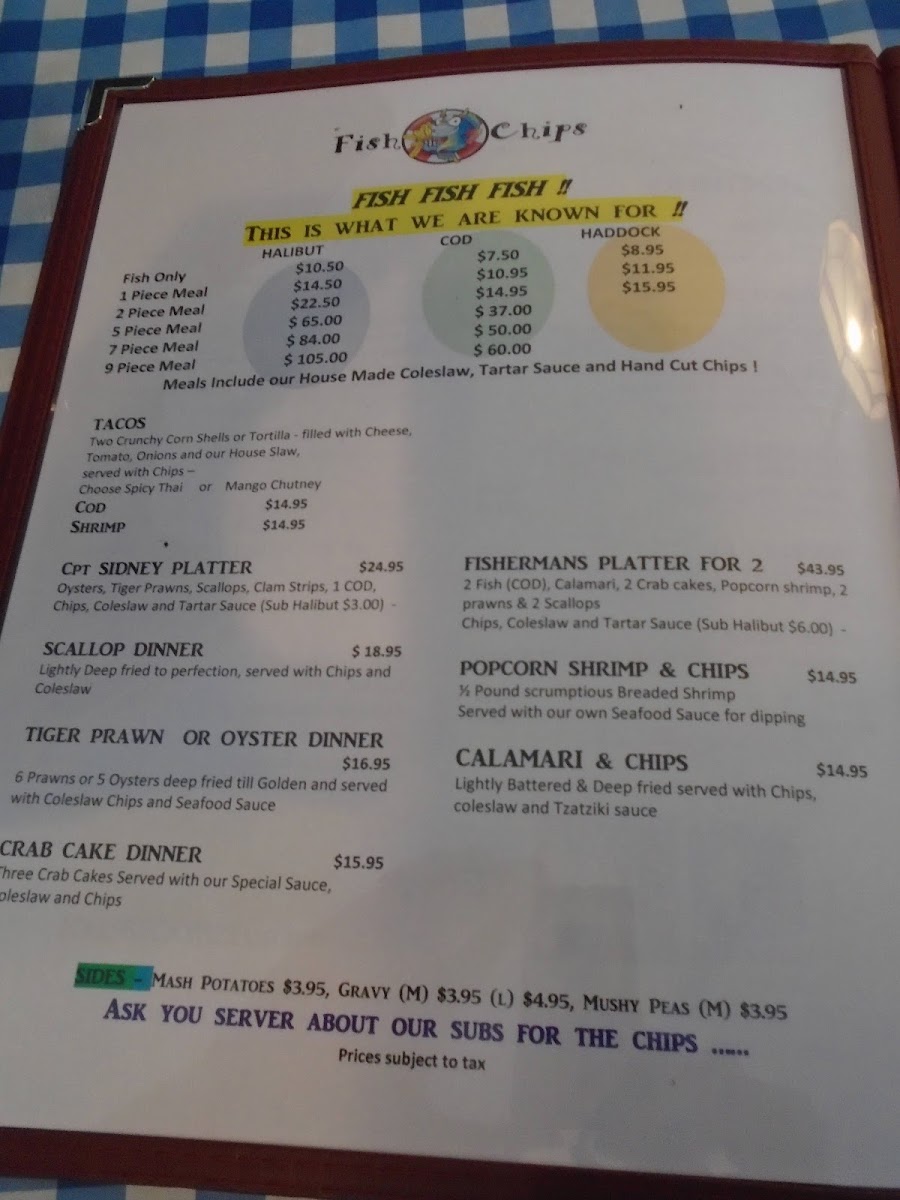 Fish Chips
FISH FISH FISH !!
THIS IS WHAT WE ARE KNOWN FOR !!
HALIBUT COD HADDOCK
Fish Only $10.50 $7.50 $8.95
1 Piece Meal $14.50 $10.95 $11.95
2 Piece Meal $22.50 $14.95 $15.95
5 Piece Meal $ 65.00 $ 37.00
7 Piece Meal $ 84.00 $ 50.00
9 Piece Meal $ 105.00 $ 60.00
Meals Include our House Made Coleslaw, Tartar Sauce and Hand Cut Chips !
TACOS
Two Crunchy Corn Shells or Tortilla - filled with Cheese,
Tomato, Onions and our House Slaw,
served with Chips –
Choose Spicy Thai or Mango Chutney
COD $14.95
SHRIMP $14.95
CPT SIDNEY PLATTER $24.95
Oysters, Tiger Prawns, Scallops, Clam Strips, 1 COD,
Chips, Coleslaw and Tartar Sauce (Sub Halibut $3.00) -
SCALLOP DINNER $ 18.95
Lightly Deep fried to perfection, served with Chips and
Coleslaw
TIGER PRAWN OR OYSTER DINNER
$16.95
6 Prawns or 5 Oysters deep fried till Golden and served
with Coleslaw Chips and Seafood Sauce
CRAB CAKE DINNER $15.95
Three Crab Cakes Served with our Special Sauce,
oleslaw and Chips
FISHERMANS PLATTER FOR 2 $43.95
2 Fish (COD), Calamari, 2 Crab cakes, Popcorn shrimp, 2
prawns & 2 Scallops
Chips, Coleslaw and Tartar Sauce (Sub Halibut $6.00) -
POPCORN SHRIMP & CHIPS $14.95
½ Pound scrumptious Breaded Shrimp
Served with our own Seafood Sauce for dipping
CALAMARI & CHIPS $14.95
Lightly Battered & Deep fried served with Chips,
coleslaw and Tzatziki sauce
SIDES - MASH POTATOES $3.95, GRAVY (M) $3.95 (L) $4.95, MUSHY PEAS (M) $3.95
ASK YOU SERVER ABOUT OUR SUBS FOR THE CHIPS ......
Prices subject to tax